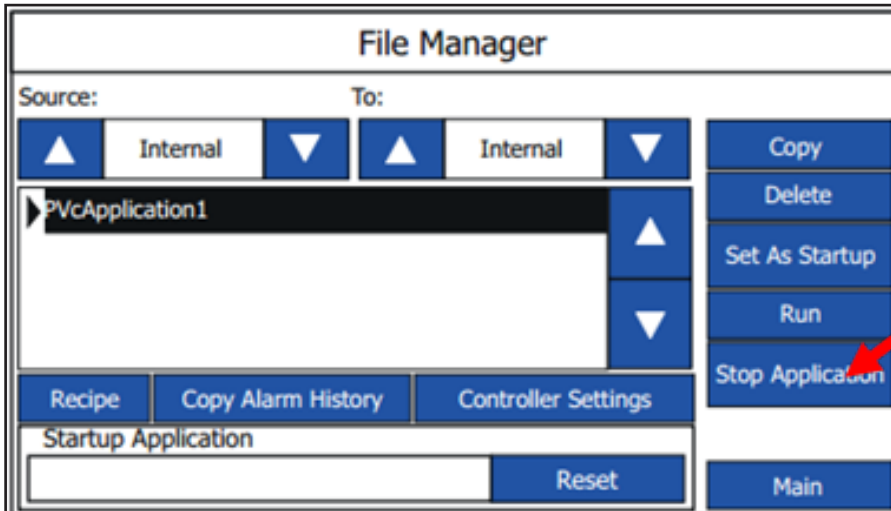 File Manager
Source:
To:
Internal
Internal
Copy
Delete
Set As Startup
Run
Stop Application
PVcApplication1
Recipe
Copy Alarm History
Controller Settings
Startup Application
Reset
Main